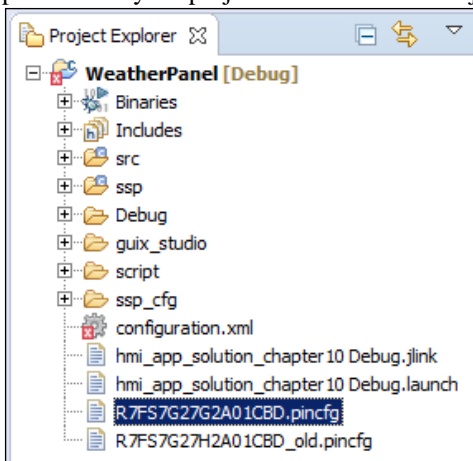 Project Explorer
WeatherPanel [Debug]
Binaries
Includes
src
ssp
Debug
guix_studio
script
ssp_cfg
configuration.xml
hmi_app_solution_chapter10 Debug.jlink
hmi_app_solution_chapter10 Debug.launch
R7FS7G27G2A01CBD.pincfg
R7FS7G27H2A01CBD_old.pincfg